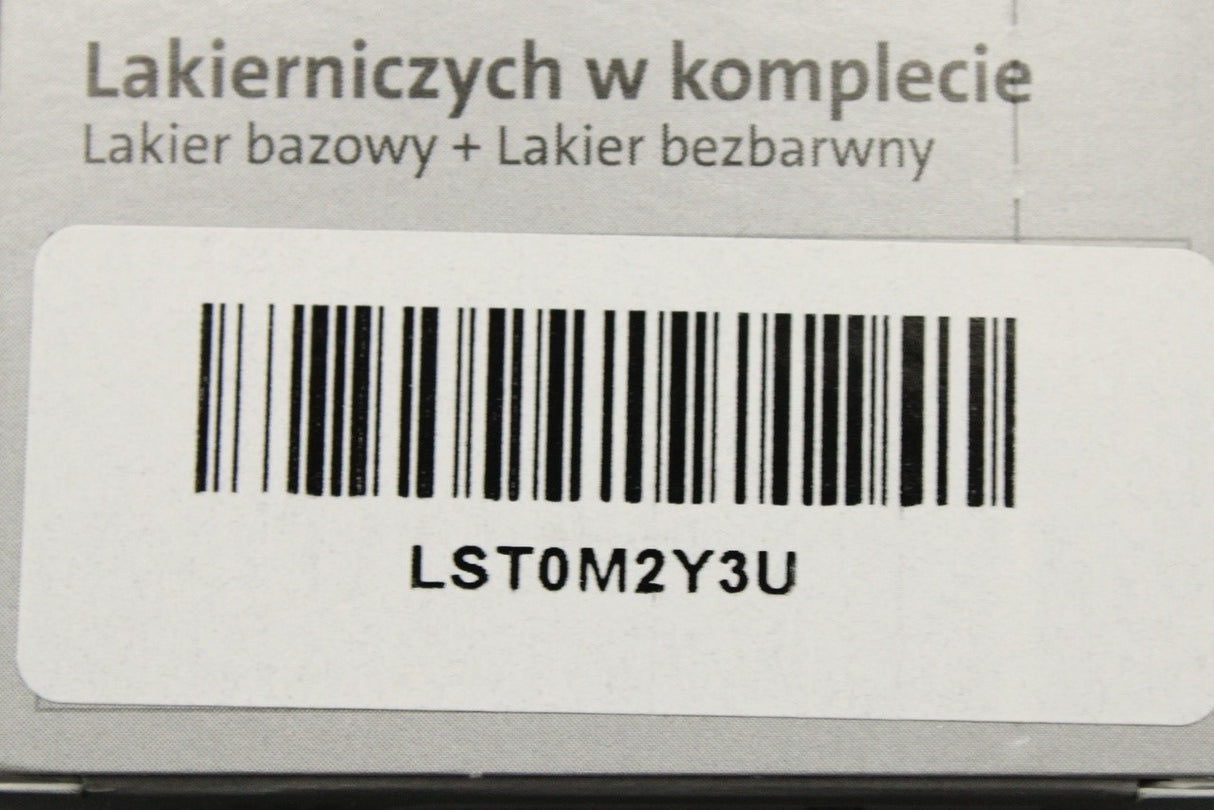 Lakierniczych w komplecie
Lakier bazowy + Lakier bezbarwny
LST0M2Y3U